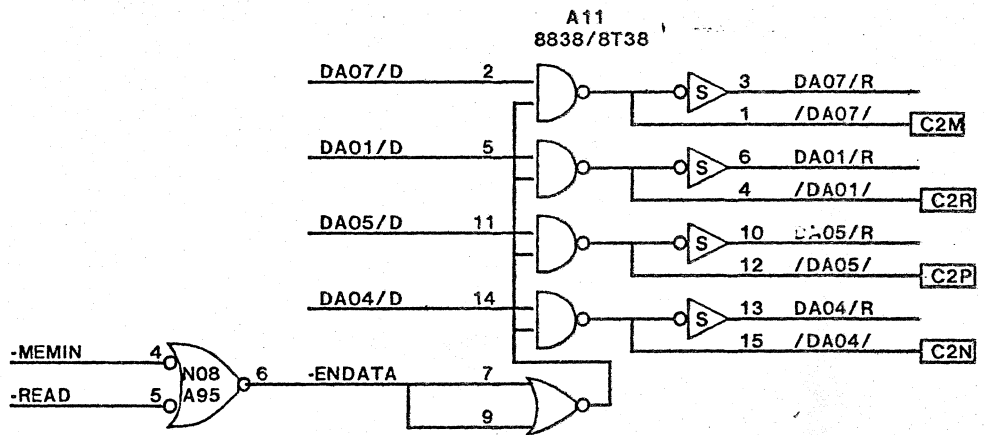 A11
8838/8T38
DA07/D 2
S 3 DA07/R
1 /DA07/ C2M
DA01/D 5
S 6 DA01/R
4 /DA01/ C2R
DA05/D 11
S 10 DA05/R
12 /DA05/ C2P
DA04/D 14
S 13 DA04/R
15 /DA04/ C2N
-MEMIN 4
N08
A95
6 -ENDATA 7
-READ 5
9